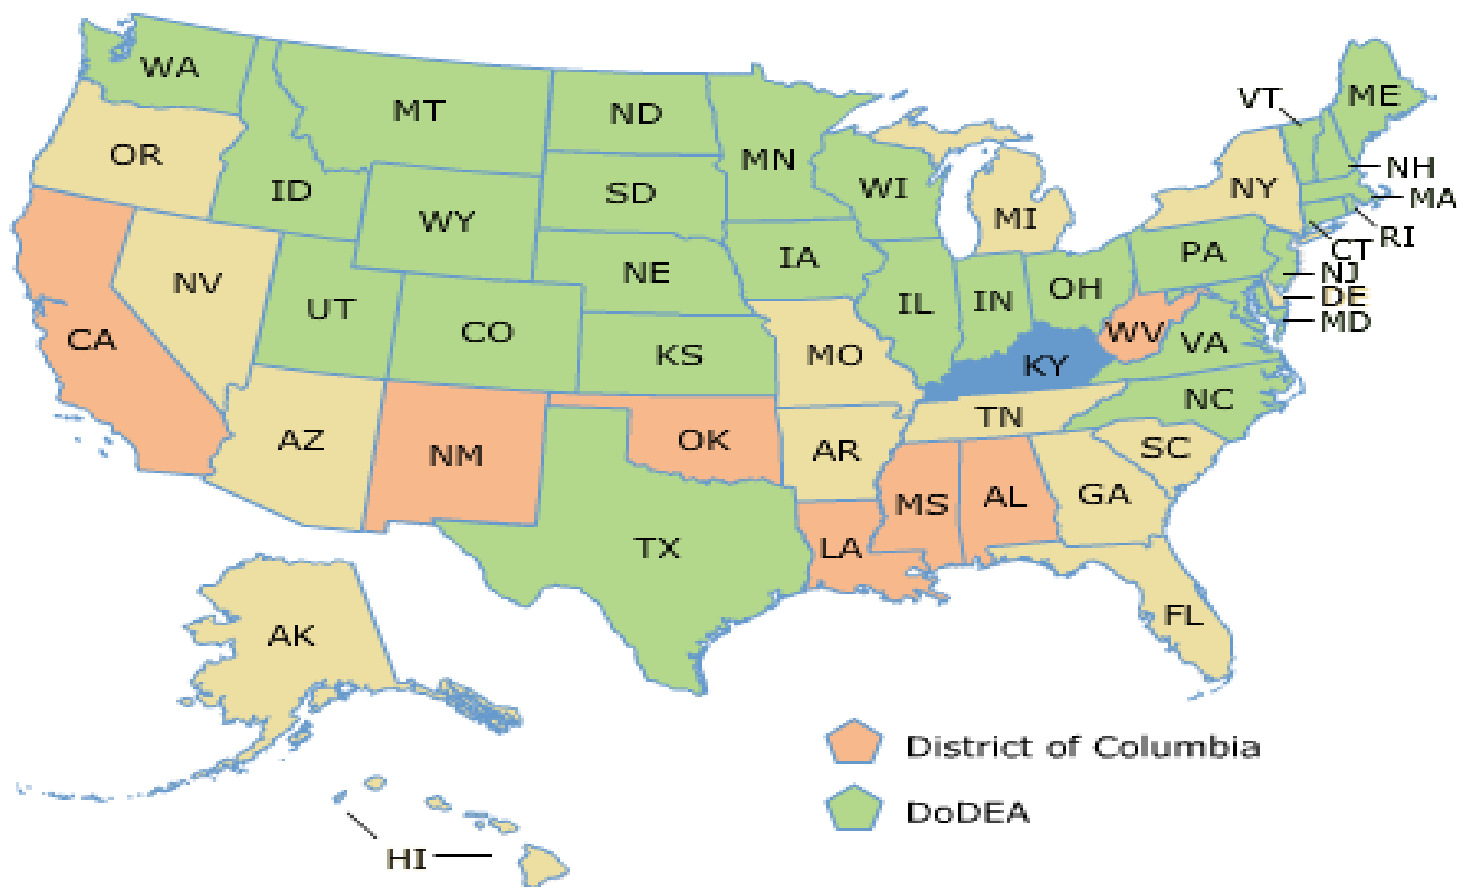 WA
MT
ND
MN
VT
ME
OR
ID
WY
SD
WI
MI
NY
NH
MA
RI
CT
NV
UT
CO
NE
IA
IL
IN
OH
PA
NJ
DE
MD
CA
KS
MO
KY
WV
VA
AZ
NM
OK
AR
TN
NC
SC
TX
LA
MS
AL
GA
FL
AK
HI
District of Columbia
DoDEA